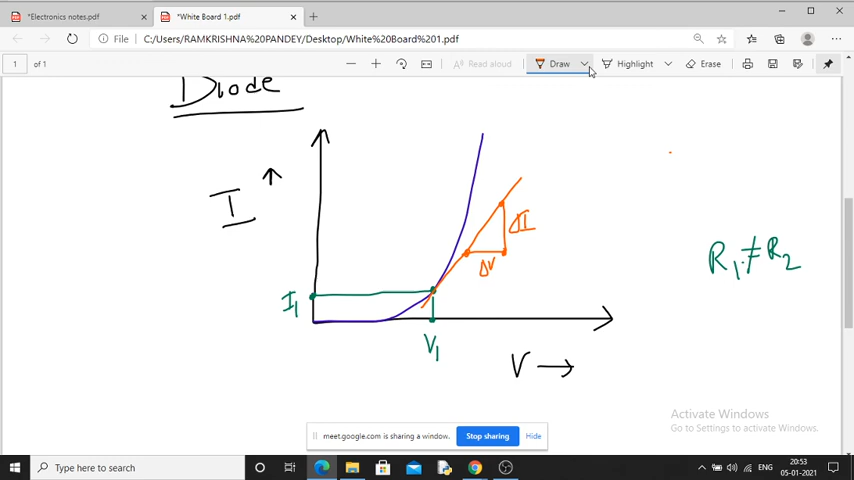 *Electronics notes.pdf
*White Board 1.pdf
File
C:/Users/RAMKRISHNA%20PANDEY/Desktop/White%20Board%201.pdf
1 of 1
Read aloud
Draw
Highlight
Erase
Diode
I ↑
ΔI
ΔV
I1
V1
V →
R1 ≠ R2
Activate Windows
Go to Settings to activate Windows.
meet.google.com is sharing a window.
Stop sharing
Hide
Type here to search
ENG
20:53
05-01-2021